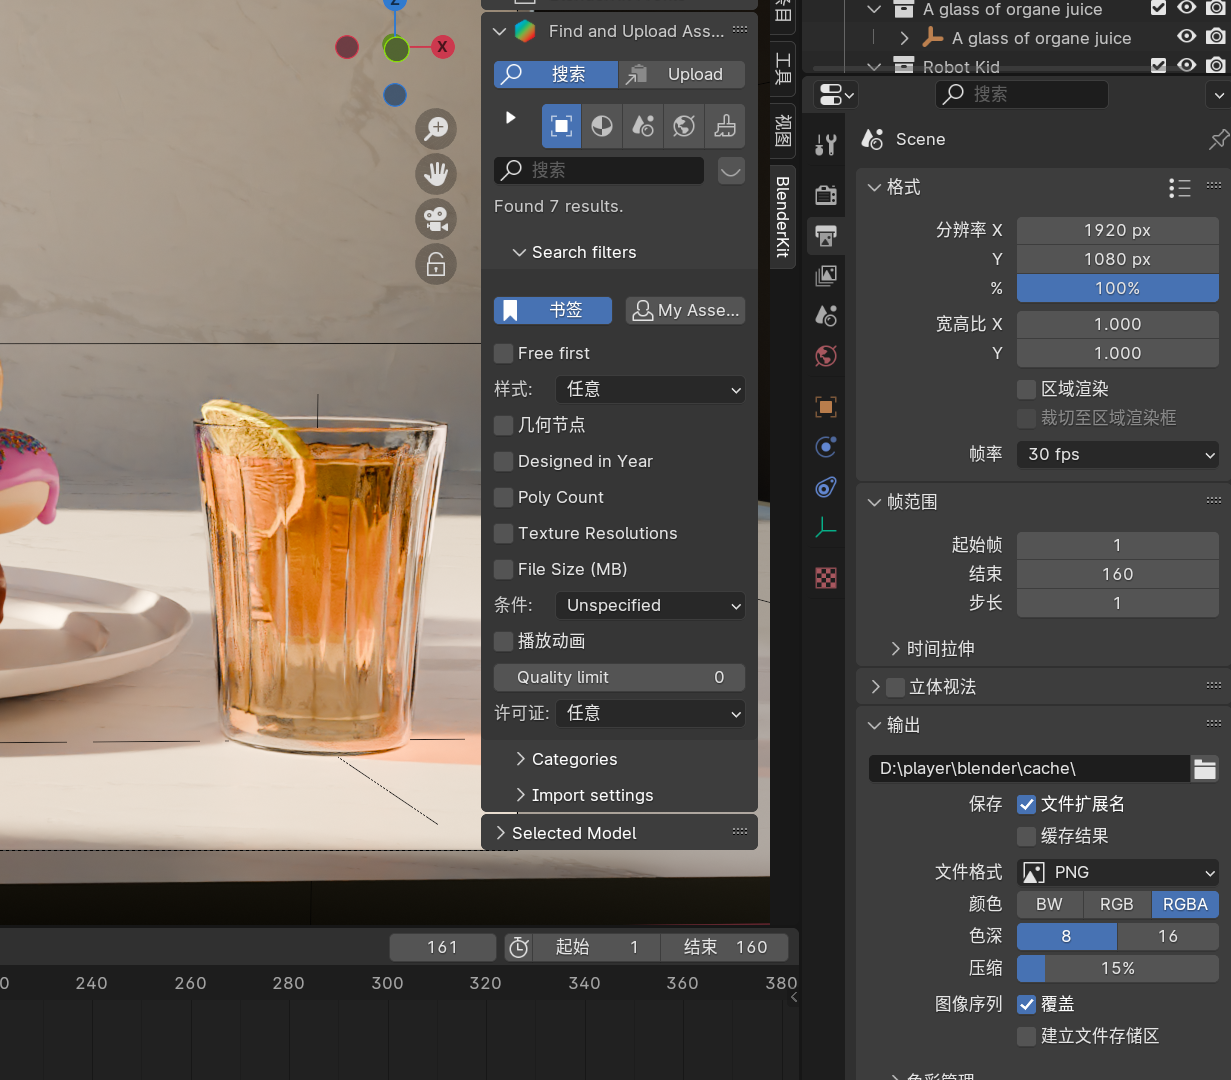 Z
X
Find and Upload Ass...
搜索
Upload
搜索
Found 7 results.
Search filters
书签
My Asse...
Free first
样式:
任意
几何节点
Designed in Year
Poly Count
Texture Resolutions
File Size (MB)
条件:
Unspecified
播放动画
Quality limit
0
许可证:
任意
Categories
Import settings
Selected Model
工具
视图
BlenderKit
A glass of organe juice
A glass of organe juice
Robot Kid
搜索
Scene
格式
分辨率 X
1920 px
Y
1080 px
%
100%
宽高比 X
1.000
Y
1.000
区域渲染
裁切至区域渲染框
帧率
30 fps
帧范围
起始帧
1
结束
160
步长
1
时间拉伸
立体视法
输出
D:\player\blender\cache\
保存
文件扩展名
缓存结果
文件格式
PNG
颜色
BW
RGB
RGBA
色深
8
16
压缩
15%
图像序列
覆盖
建立文件存储区
色彩管理
161
起始
1
结束
160
0
240
260
280
300
320
340
360
380